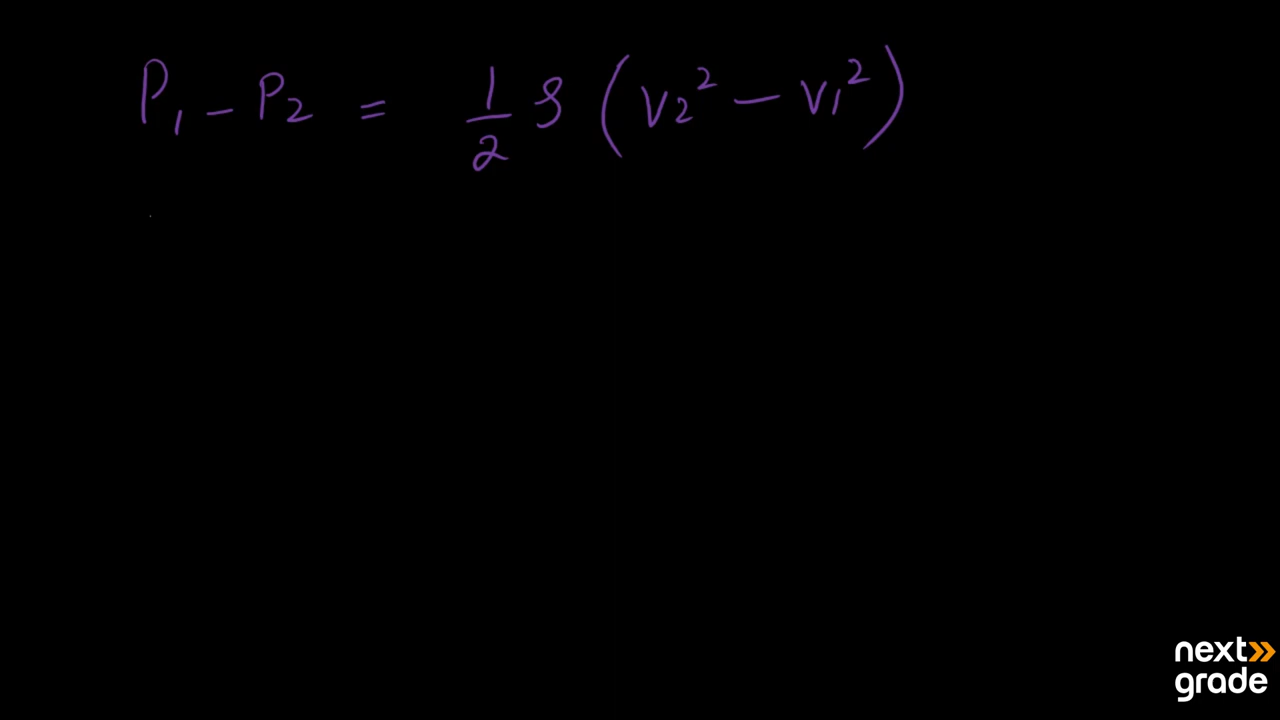 P₁ - P₂ = 1/2 ρ (v₂² - v₁²)
next
grade